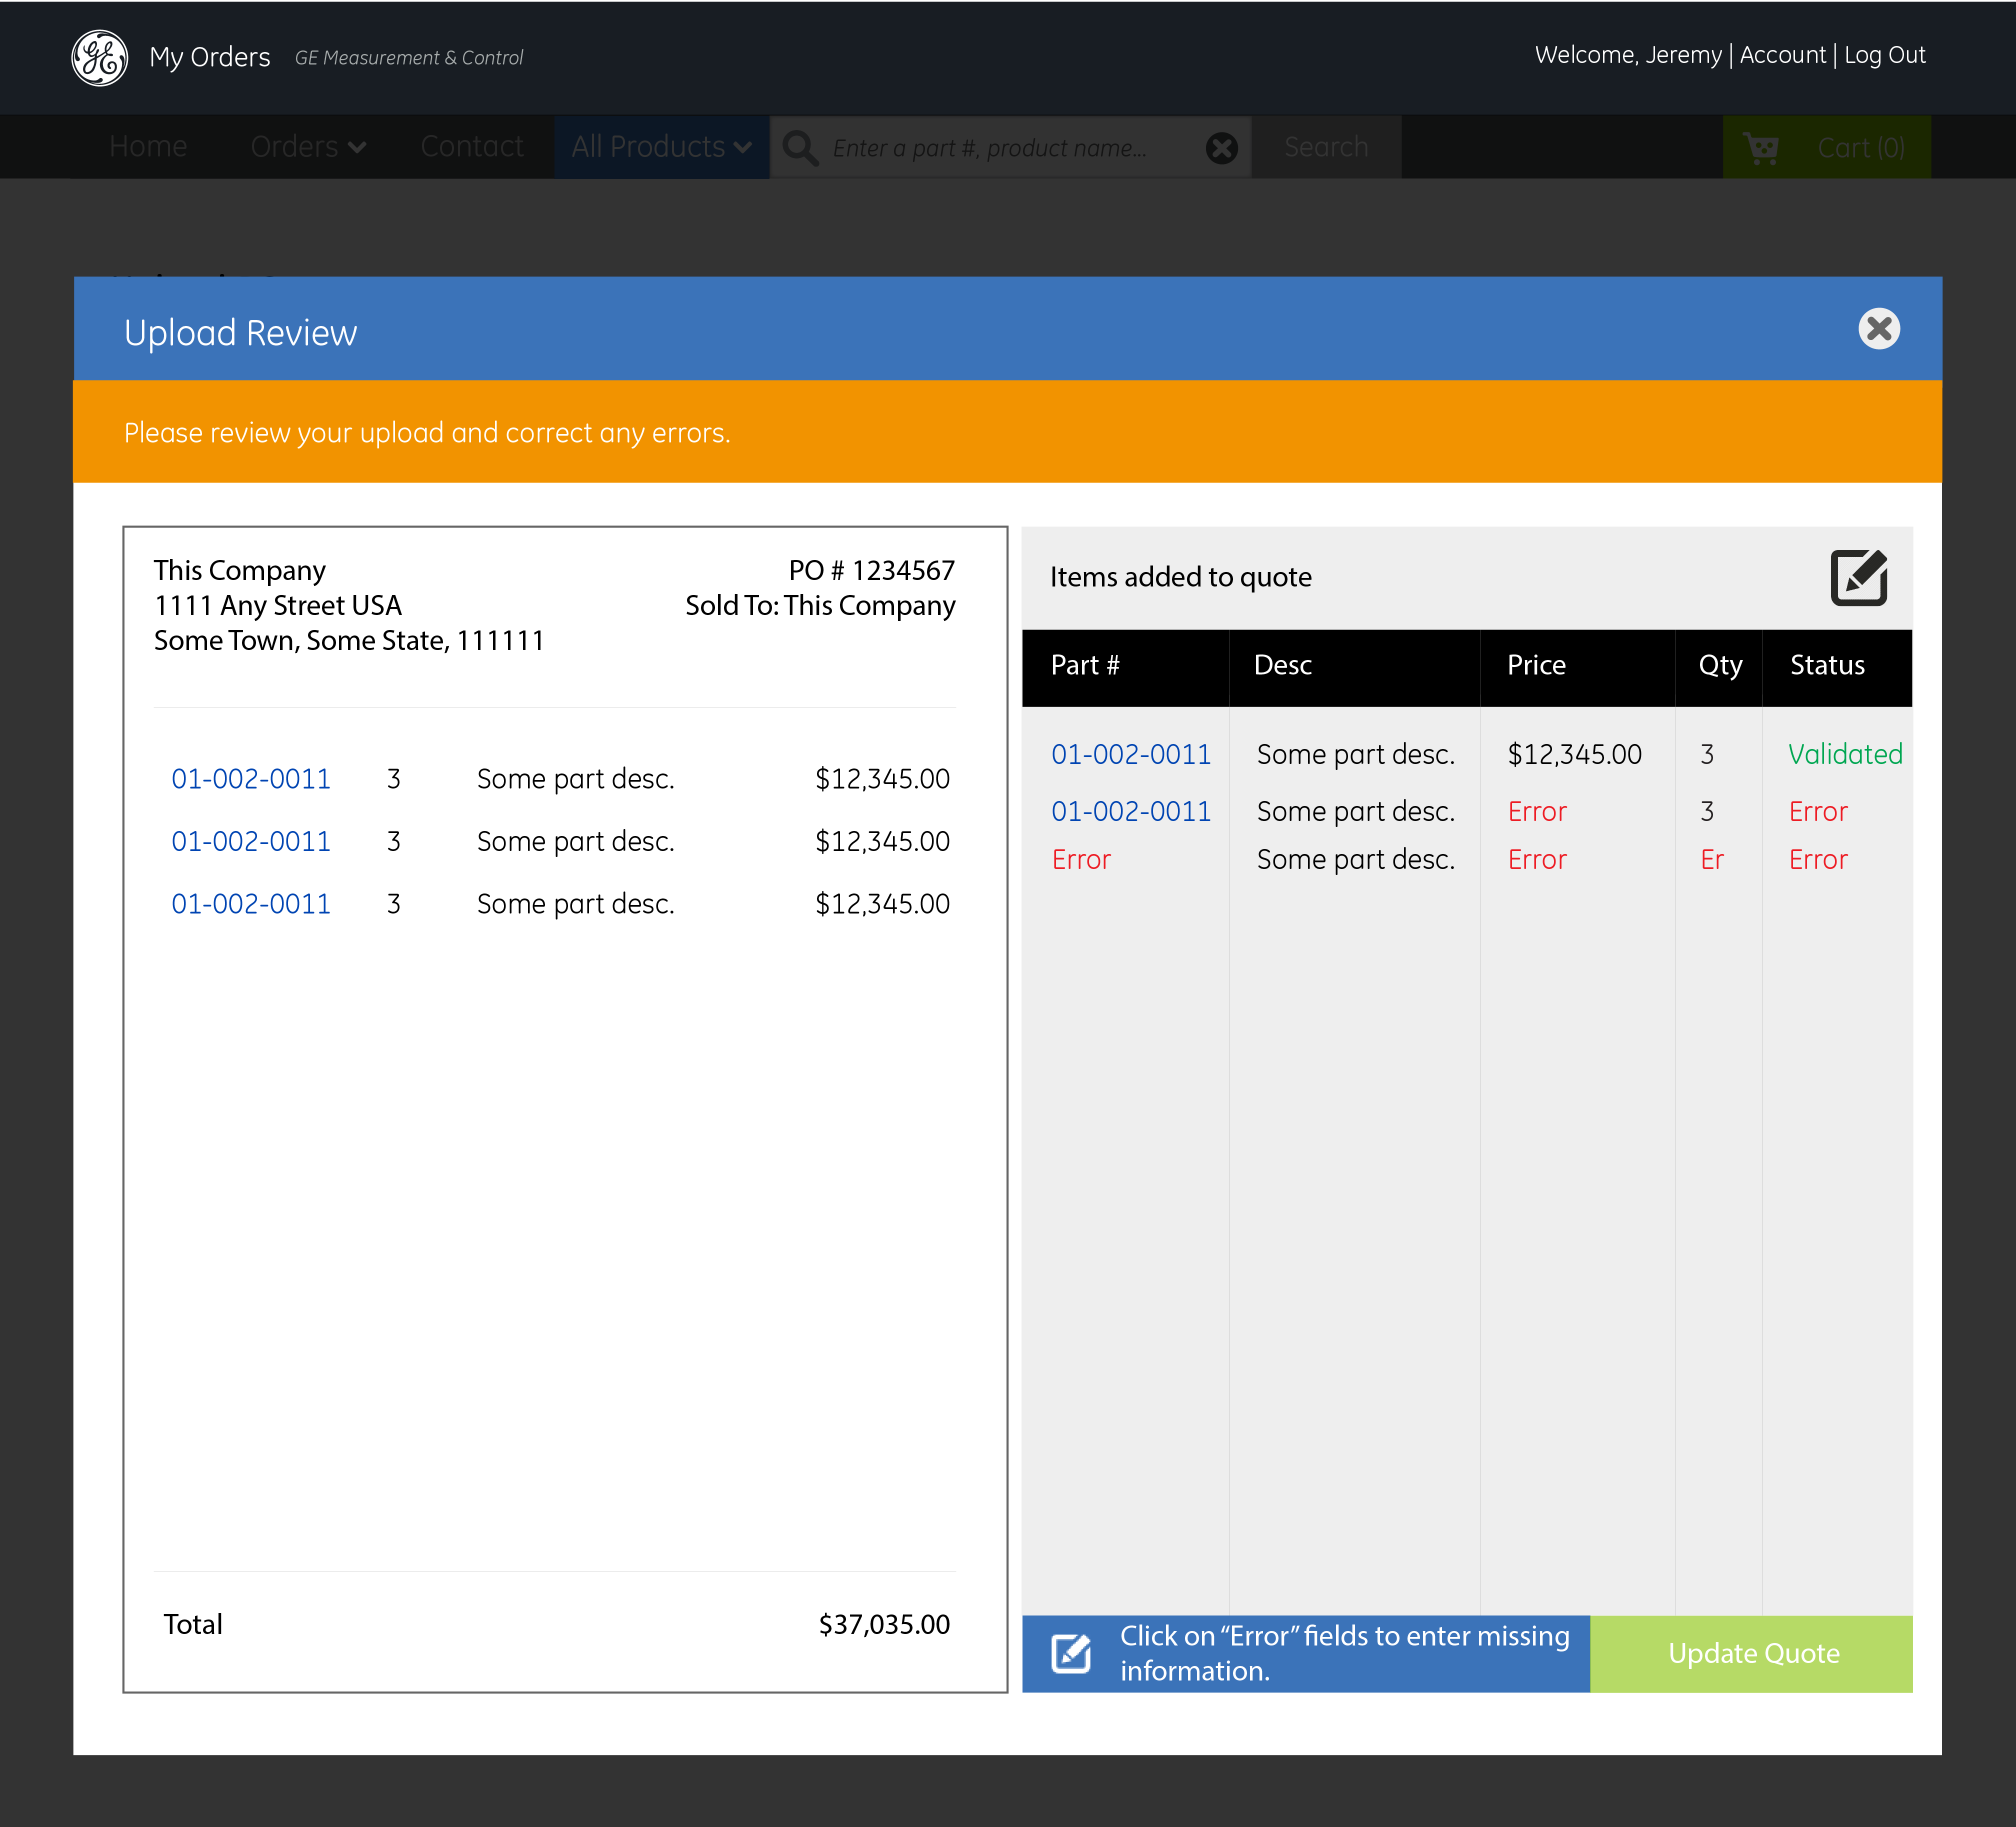 GE My Orders GE Measurement & Control Welcome, Jeremy | Account | Log Out
Home Orders Contact All Products Enter a part #, product name... Search Cart (0)
Upload Review
Please review your upload and correct any errors.
This Company PO # 1234567
1111 Any Street USA Sold To: This Company
Some Town, Some State, 111111
01-002-0011 3 Some part desc. $12,345.00
01-002-0011 3 Some part desc. $12,345.00
01-002-0011 3 Some part desc. $12,345.00
Total $37,035.00
Items added to quote
Part # Desc Price Qty Status
01-002-0011 Some part desc. $12,345.00 3 Validated
01-002-0011 Some part desc. Error 3 Error
Error Some part desc. Error Er Error
Click on “Error” fields to enter missing
information.
Update Quote